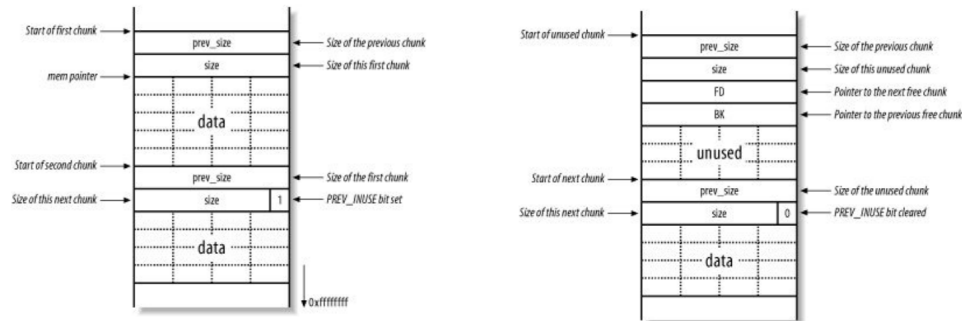 Start of first chunk
prev_size
Size of the previous chunk
size
Size of this first chunk
mem pointer
data
Start of second chunk
prev_size
Size of the first chunk
Size of this next chunk
size
1
PREV_INUSE bit set
data
0xffffffff
Start of unused chunk
prev_size
Size of the previous chunk
size
Size of this unused chunk
FD
Pointer to the next free chunk
BK
Pointer to the previous free chunk
unused
Start of next chunk
prev_size
Size of the unused chunk
Size of this next chunk
size
0
PREV_INUSE bit cleared
data